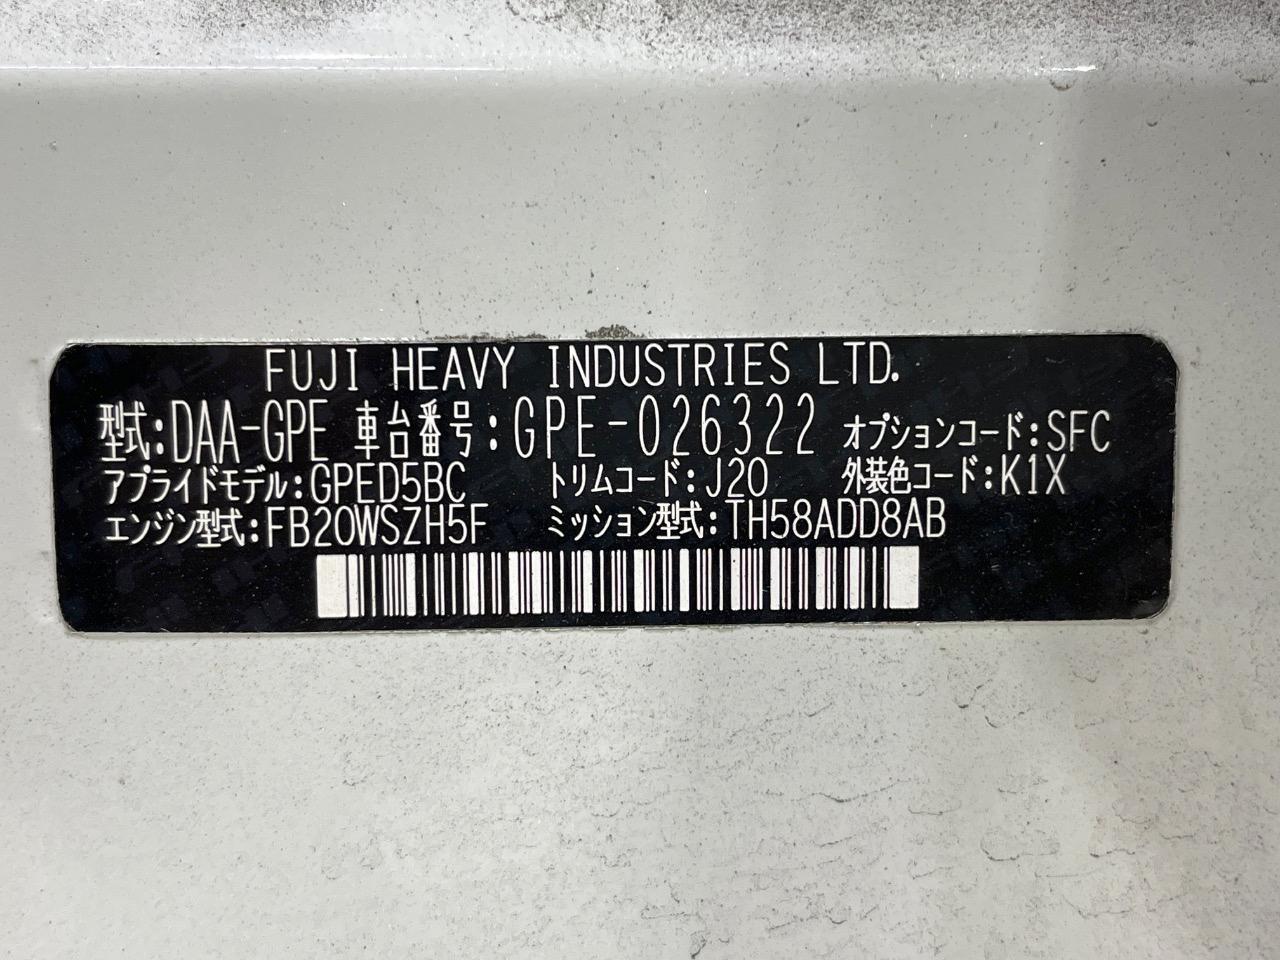 FUJI HEAVY INDUSTRIES LTD.
型式:DAA-GPE 車台番号:GPE-026322 オプションコード:SFC
アプライドモデル:GPED5BC トリムコード:J20 外装色コード:K1X
エンジン型式:FB20WSZH5F ミッション型式:TH58ADD8AB